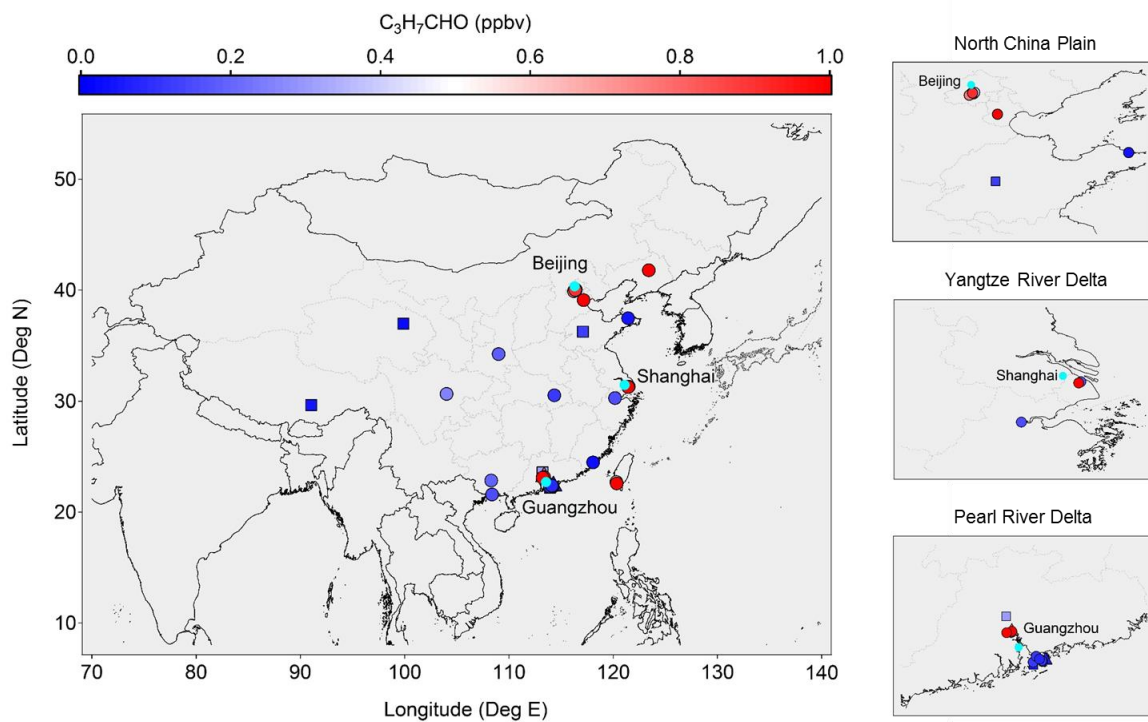 C₃H₇CHO (ppbv)
0.0 0.2 0.4 0.6 0.8 1.0
50
40
30
20
10
Latitude (Deg N)
Beijing
Shanghai
Guangzhou
70 80 90 100 110 120 130 140
Longitude (Deg E)
North China Plain
Beijing
Yangtze River Delta
Shanghai
Pearl River Delta
Guangzhou